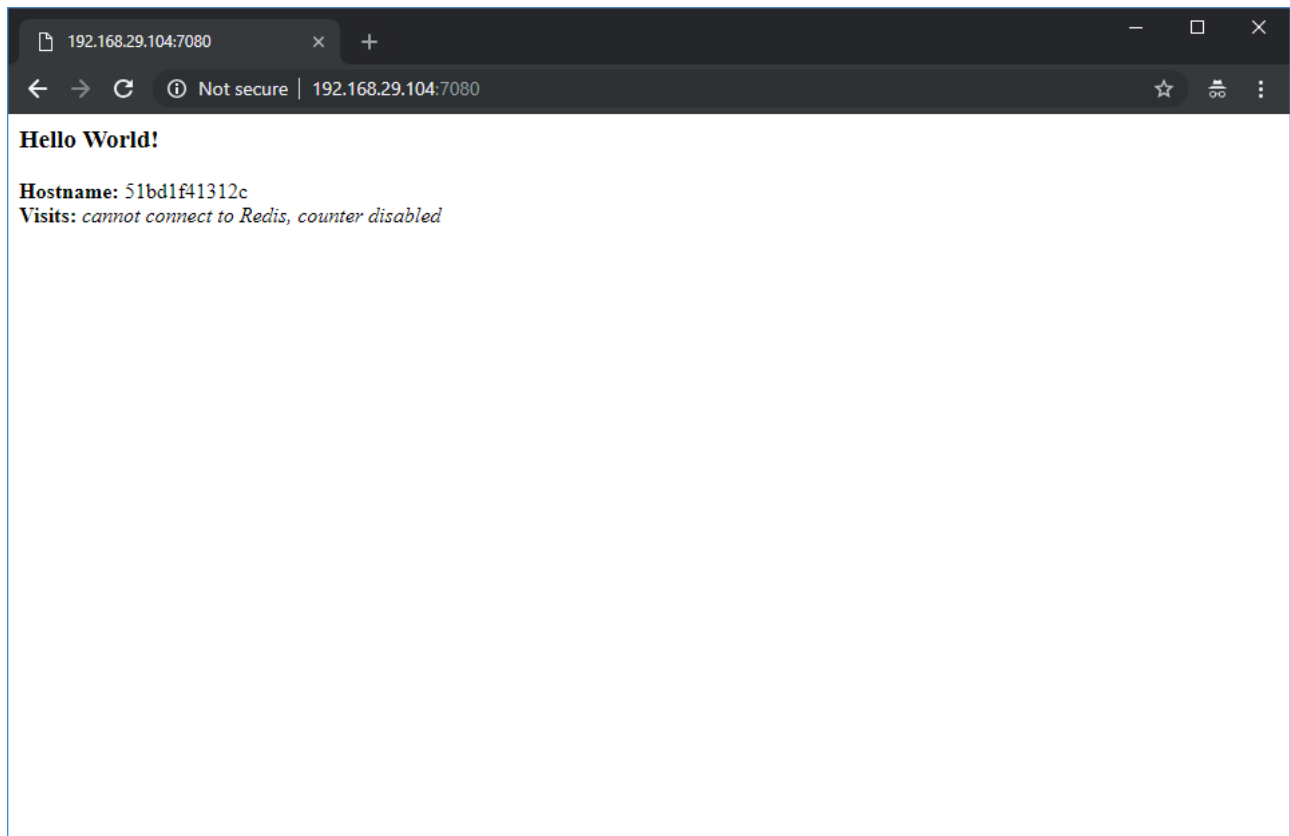 192.168.29.104:7080
Not secure | 192.168.29.104:7080
Hello World!
Hostname: 51bd1f41312c
Visits: cannot connect to Redis, counter disabled